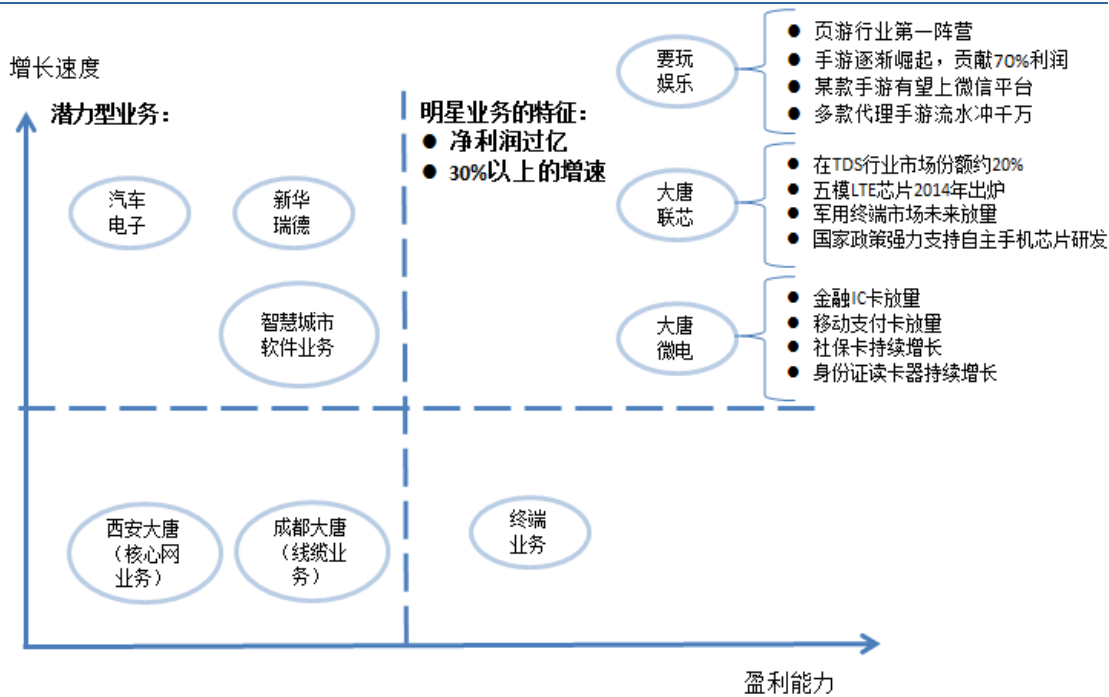 增长速度
潜力型业务：
明星业务的特征：
● 净利润过亿
● 30%以上的增速
要玩
娱乐
● 页游行业第一阵营
● 手游逐渐崛起，贡献70%利润
● 某款手游有望上微信平台
● 多款代理手游流水冲千万
汽车
电子
新华
瑞德
大唐
联芯
● 在TDS行业市场份额约20%
● 五模LTE芯片2014年出炉
● 军用终端市场未来放量
● 国家政策强力支持自主手机芯片研发
智慧城市
软件业务
大唐
微电
● 金融IC卡放量
● 移动支付卡放量
● 社保卡持续增长
● 身份证读卡器持续增长
西安大唐
（核心网
业务）
成都大唐
（线缆业
务）
终端
业务
盈利能力